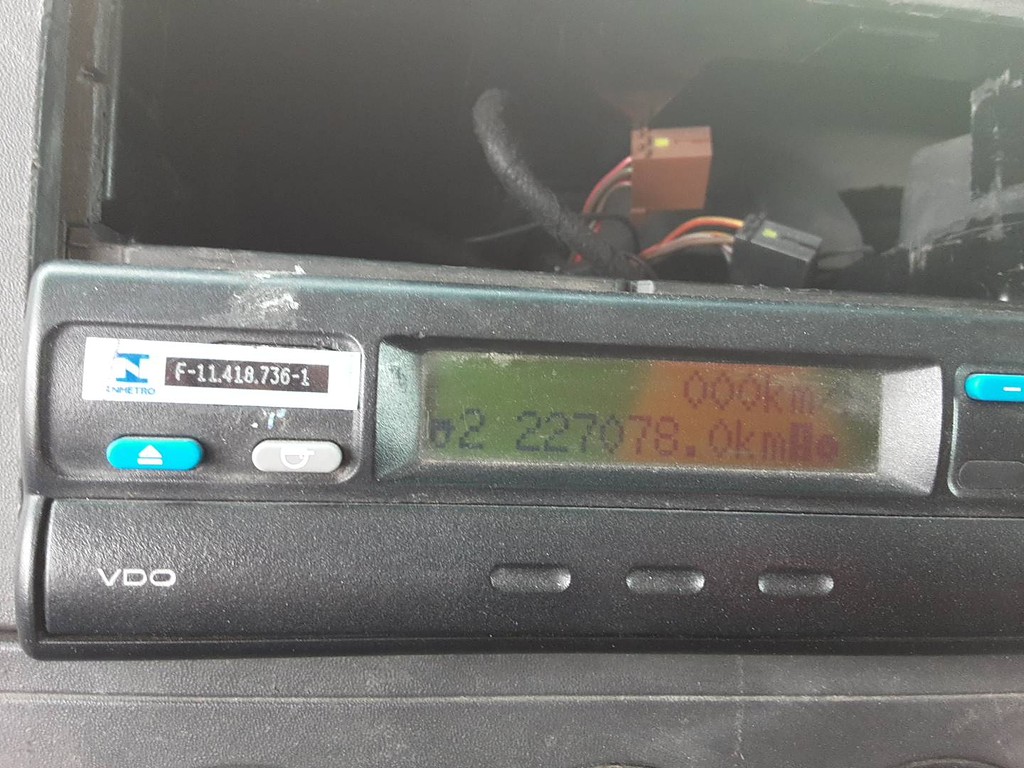 INMETRO
F-11.418.736-1
000km
2 227078.0km
VDO